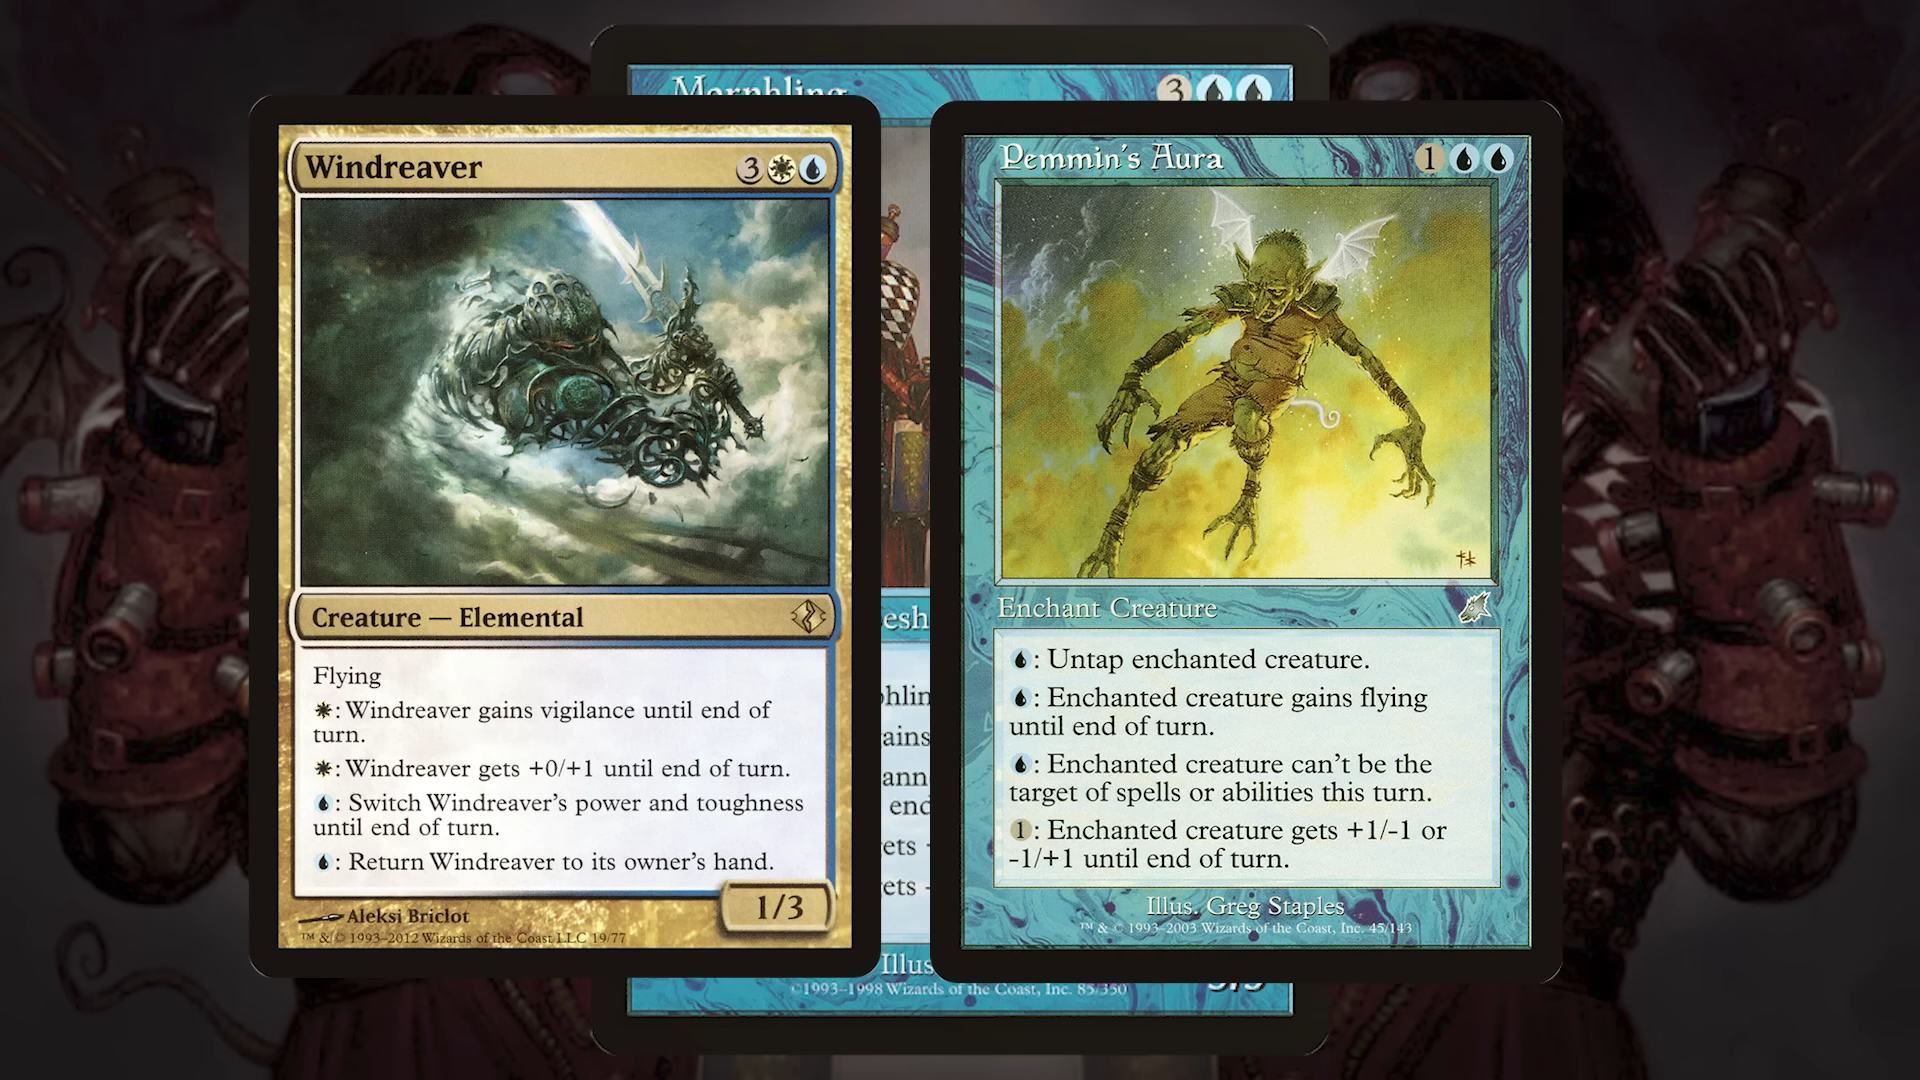 Morphling
3
Windreaver
3
Creature — Elemental
Flying
: Windreaver gains vigilance until end of
turn.
: Windreaver gets +0/+1 until end of turn.
: Switch Windreaver's power and toughness
until end of turn.
: Return Windreaver to its owner's hand.
1/3
Aleksi Briclot
™ & © 1993–2012 Wizards of the Coast LLC 19/77
Pemmin's Aura
1
Enchant Creature
: Untap enchanted creature.
: Enchanted creature gains flying
until end of turn.
: Enchanted creature can't be the
target of spells or abilities this turn.
1: Enchanted creature gets +1/-1 or
-1/+1 until end of turn.
Illus. Greg Staples
™ & © 1993–2003 Wizards of the Coast, Inc. 45/143
end
Illus
©1993–1998 Wizards of the Coast, Inc. 85/350
3/3